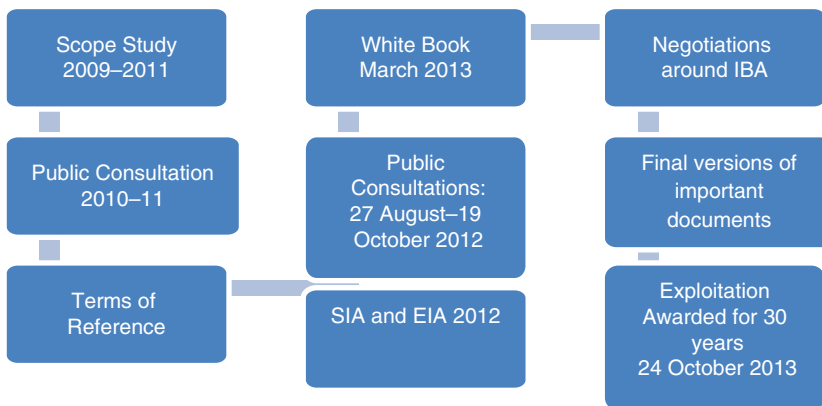 Scope Study
2009–2011
Public Consultation
2010–11
Terms of
Reference
SIA and EIA 2012
Public
Consultations:
27 August–19
October 2012
White Book
March 2013
Negotiations
around IBA
Final versions of
important
documents
Exploitation
Awarded for 30
years
24 October 2013